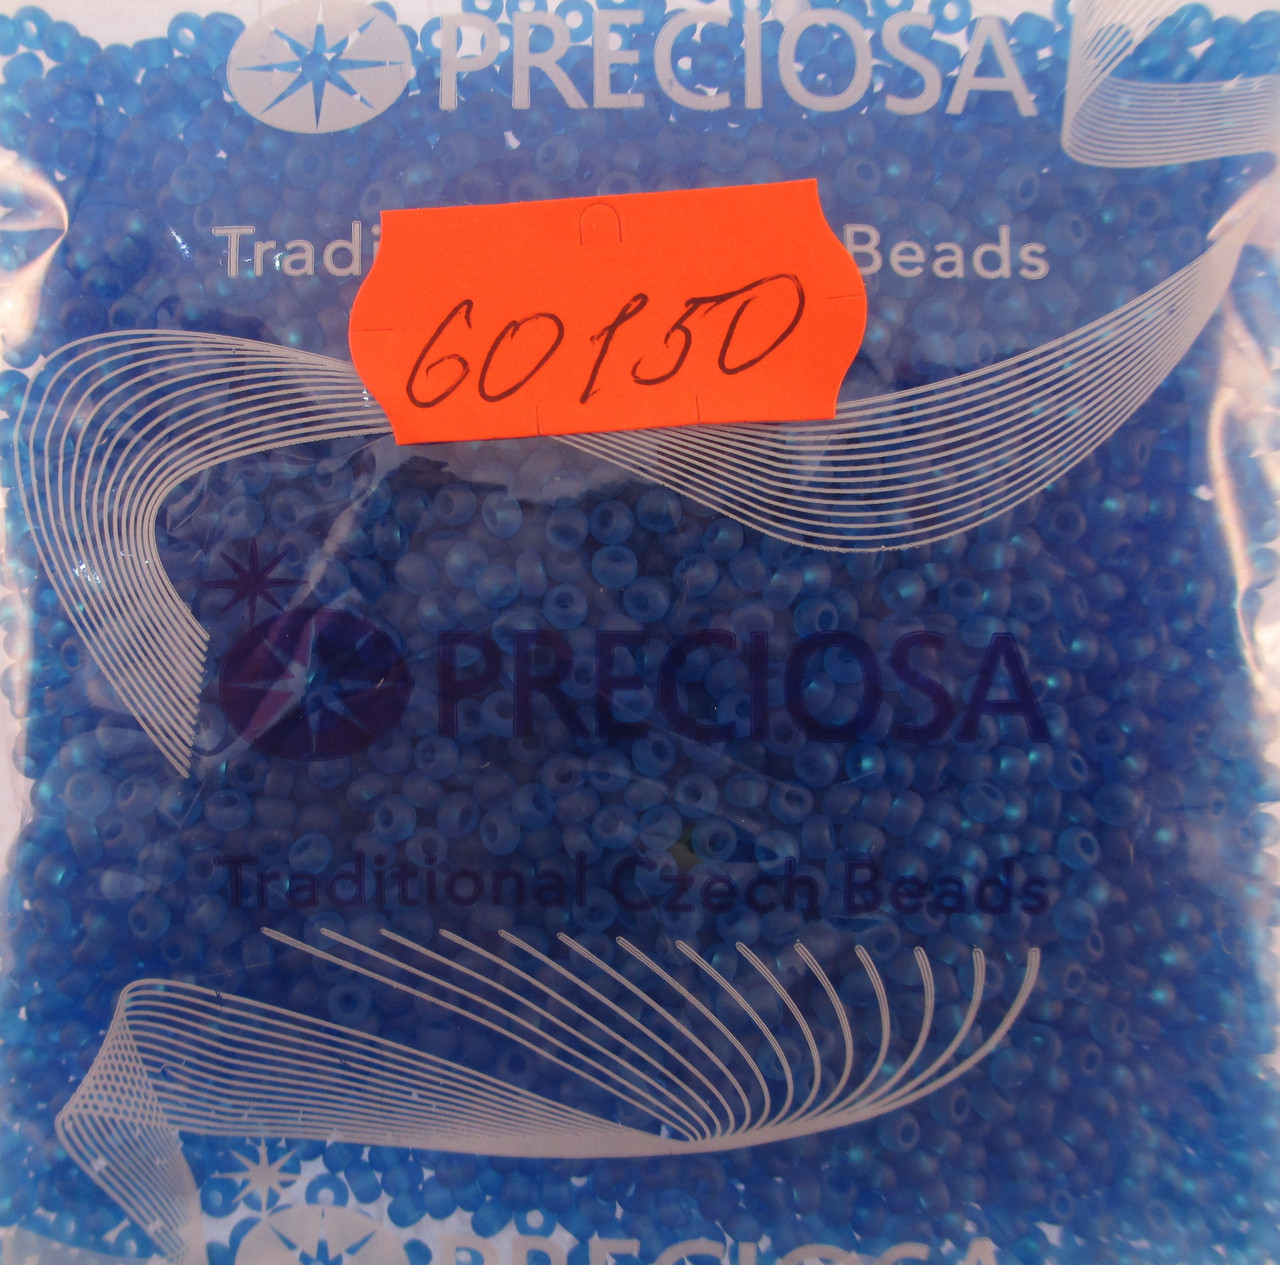 PRECIOSA
Tradi Beads
60150
PRECIOSA
Traditional Czech Beads
PRECIOSA